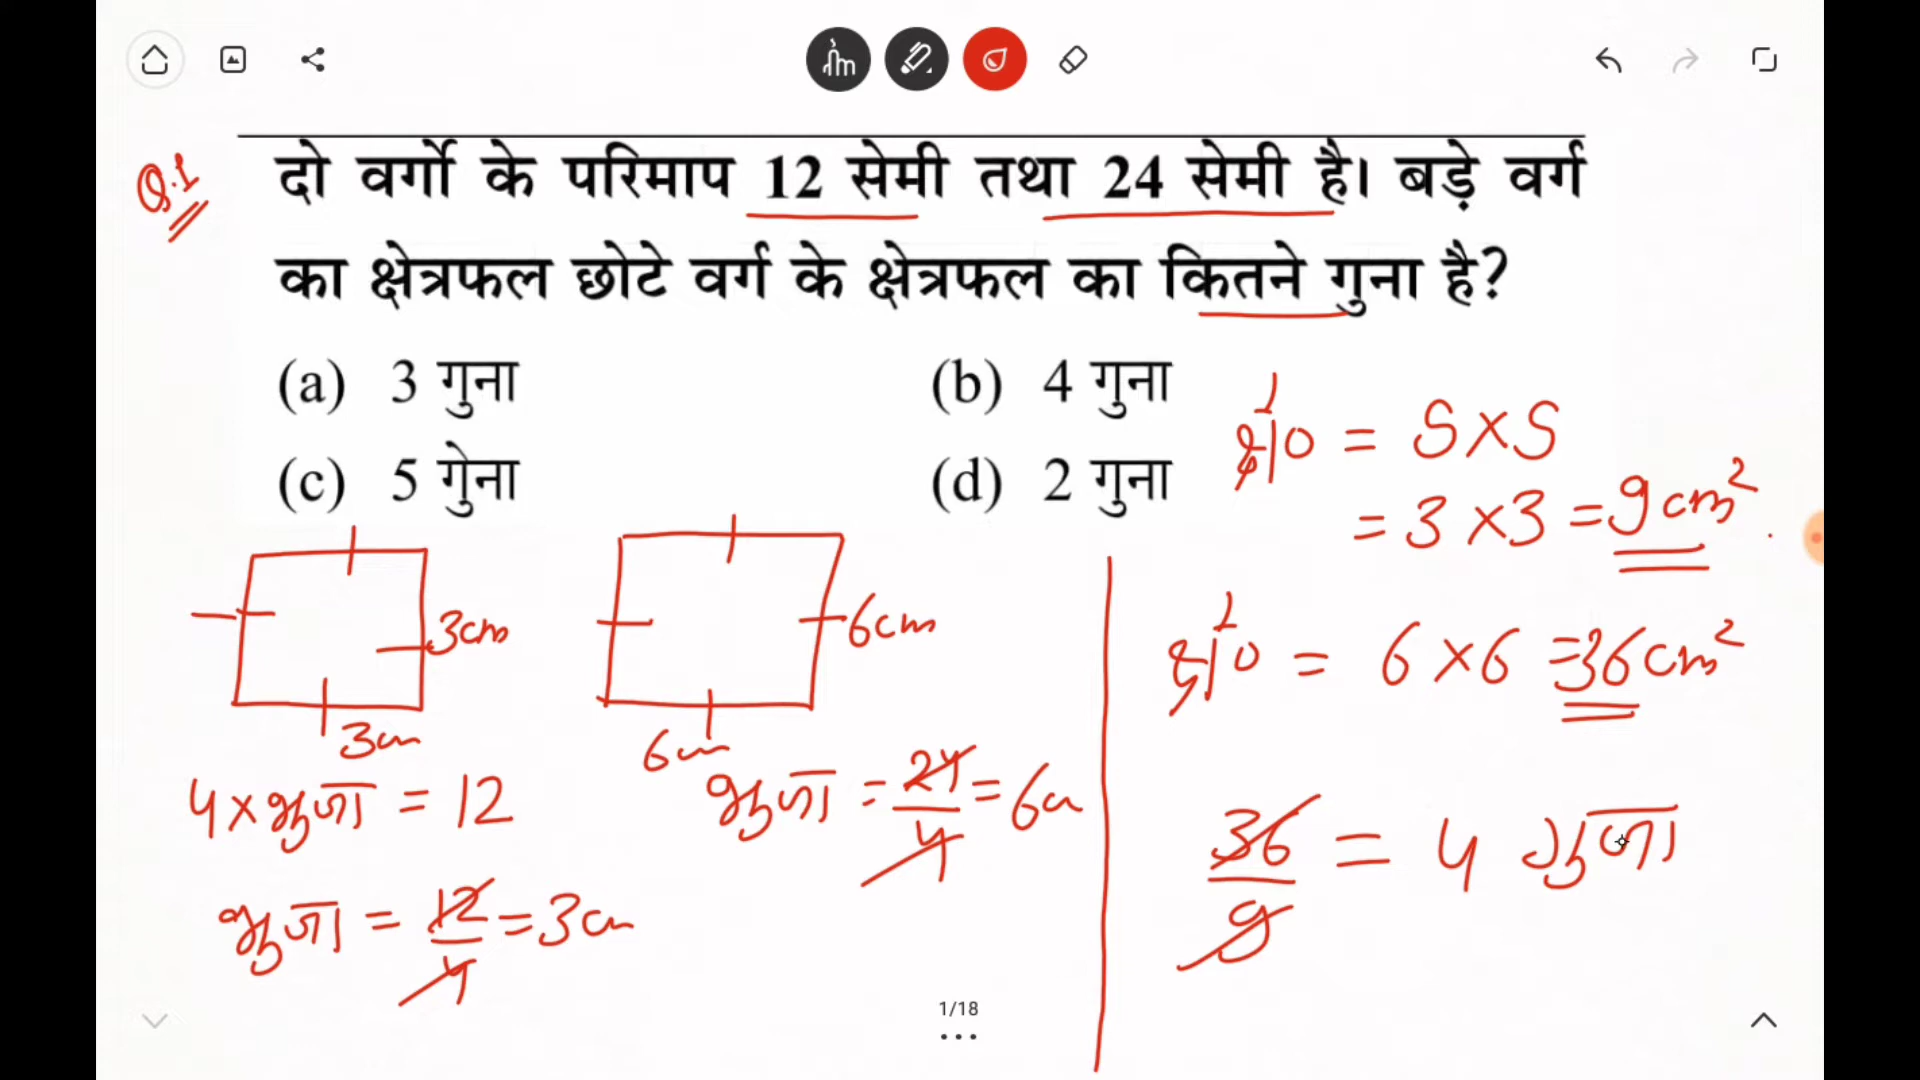 Q.1
दो वर्गो के परिमाप 12 सेमी तथा 24 सेमी है। बड़े वर्ग
का क्षेत्रफल छोटे वर्ग के क्षेत्रफल का कितने गुना है?
(a) 3 गुना
(b) 4 गुना
(c) 5 गुेना
(d) 2 गुना
= S × S
= 3 × 3 = 9 cm²
= 6 × 6 = 36 cm²
36/9 = 4
3cm
3cm
6cm
6cm
4 × भुजा = 12
भुजा = 12/4 = 3cm
भुजा = 24/4 = 6cm
1/18